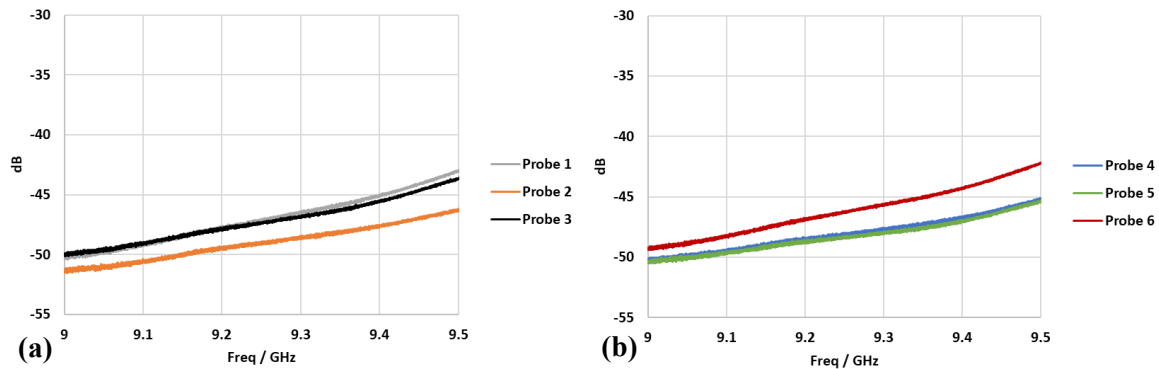 -30
-35
-40
-45
-50
-55
dB
9 9.1 9.2 9.3 9.4 9.5
Freq / GHz
Probe 1
Probe 2
Probe 3
(a)
-30
-35
-40
-45
-50
-55
dB
9 9.1 9.2 9.3 9.4 9.5
Freq / GHz
Probe 4
Probe 5
Probe 6
(b)